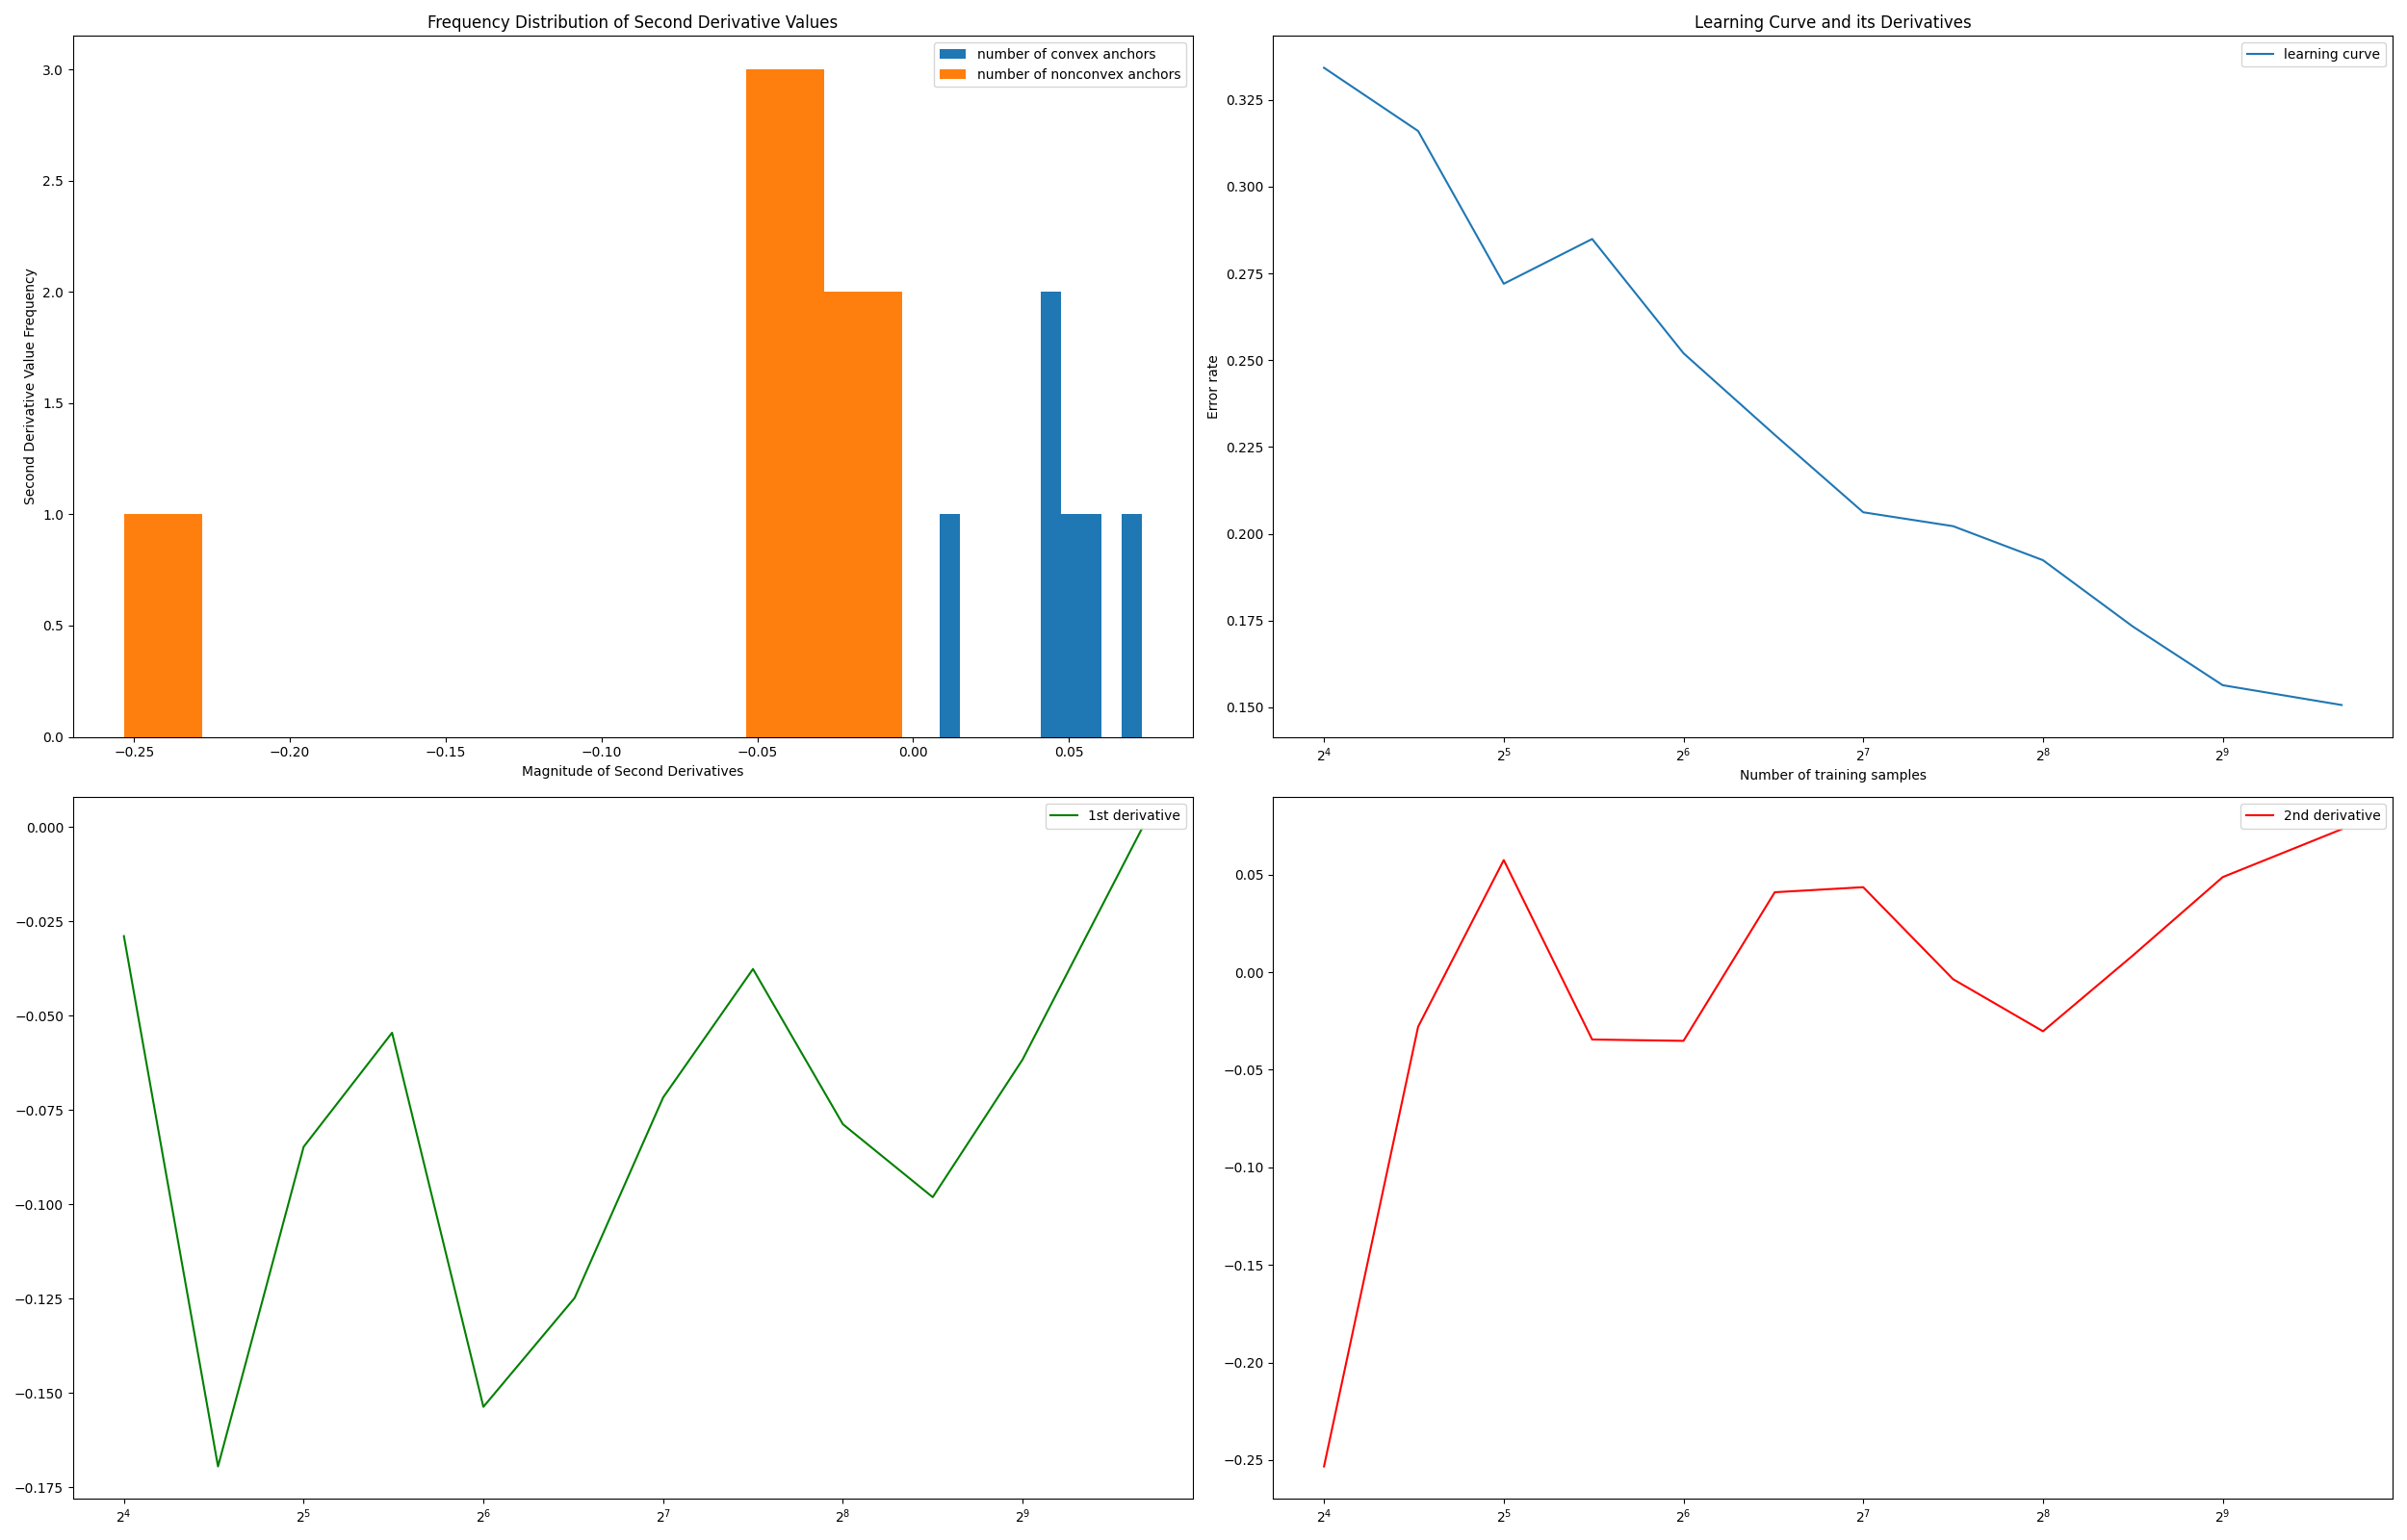 Frequency Distribution of Second Derivative Values
number of convex anchors
number of nonconvex anchors
Second Derivative Value Frequency
3.0
2.5
2.0
1.5
1.0
0.5
0.0
−0.25 −0.20 −0.15 −0.10 −0.05 0.00 0.05
Magnitude of Second Derivatives
Learning Curve and its Derivatives
learning curve
Error rate
0.325
0.300
0.275
0.250
0.225
0.200
0.175
0.150
2⁴ 2⁵ 2⁶ 2⁷ 2⁸ 2⁹
Number of training samples
1st derivative
0.000
−0.025
−0.050
−0.075
−0.100
−0.125
−0.150
−0.175
2⁴ 2⁵ 2⁶ 2⁷ 2⁸ 2⁹
2nd derivative
0.05
0.00
−0.05
−0.10
−0.15
−0.20
−0.25
2⁴ 2⁵ 2⁶ 2⁷ 2⁸ 2⁹